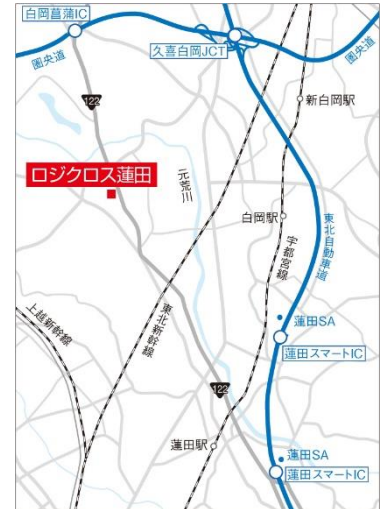 白岡菖蒲IC
久喜白岡JCT
圏央道
圏央道
122
新白岡駅
ロジクロス蓮田
元荒川
白岡駅
東北自動車道
宇都宮線
上越新幹線
東北新幹線
蓮田SA
蓮田スマートIC
122
蓮田駅
蓮田SA
蓮田スマートIC